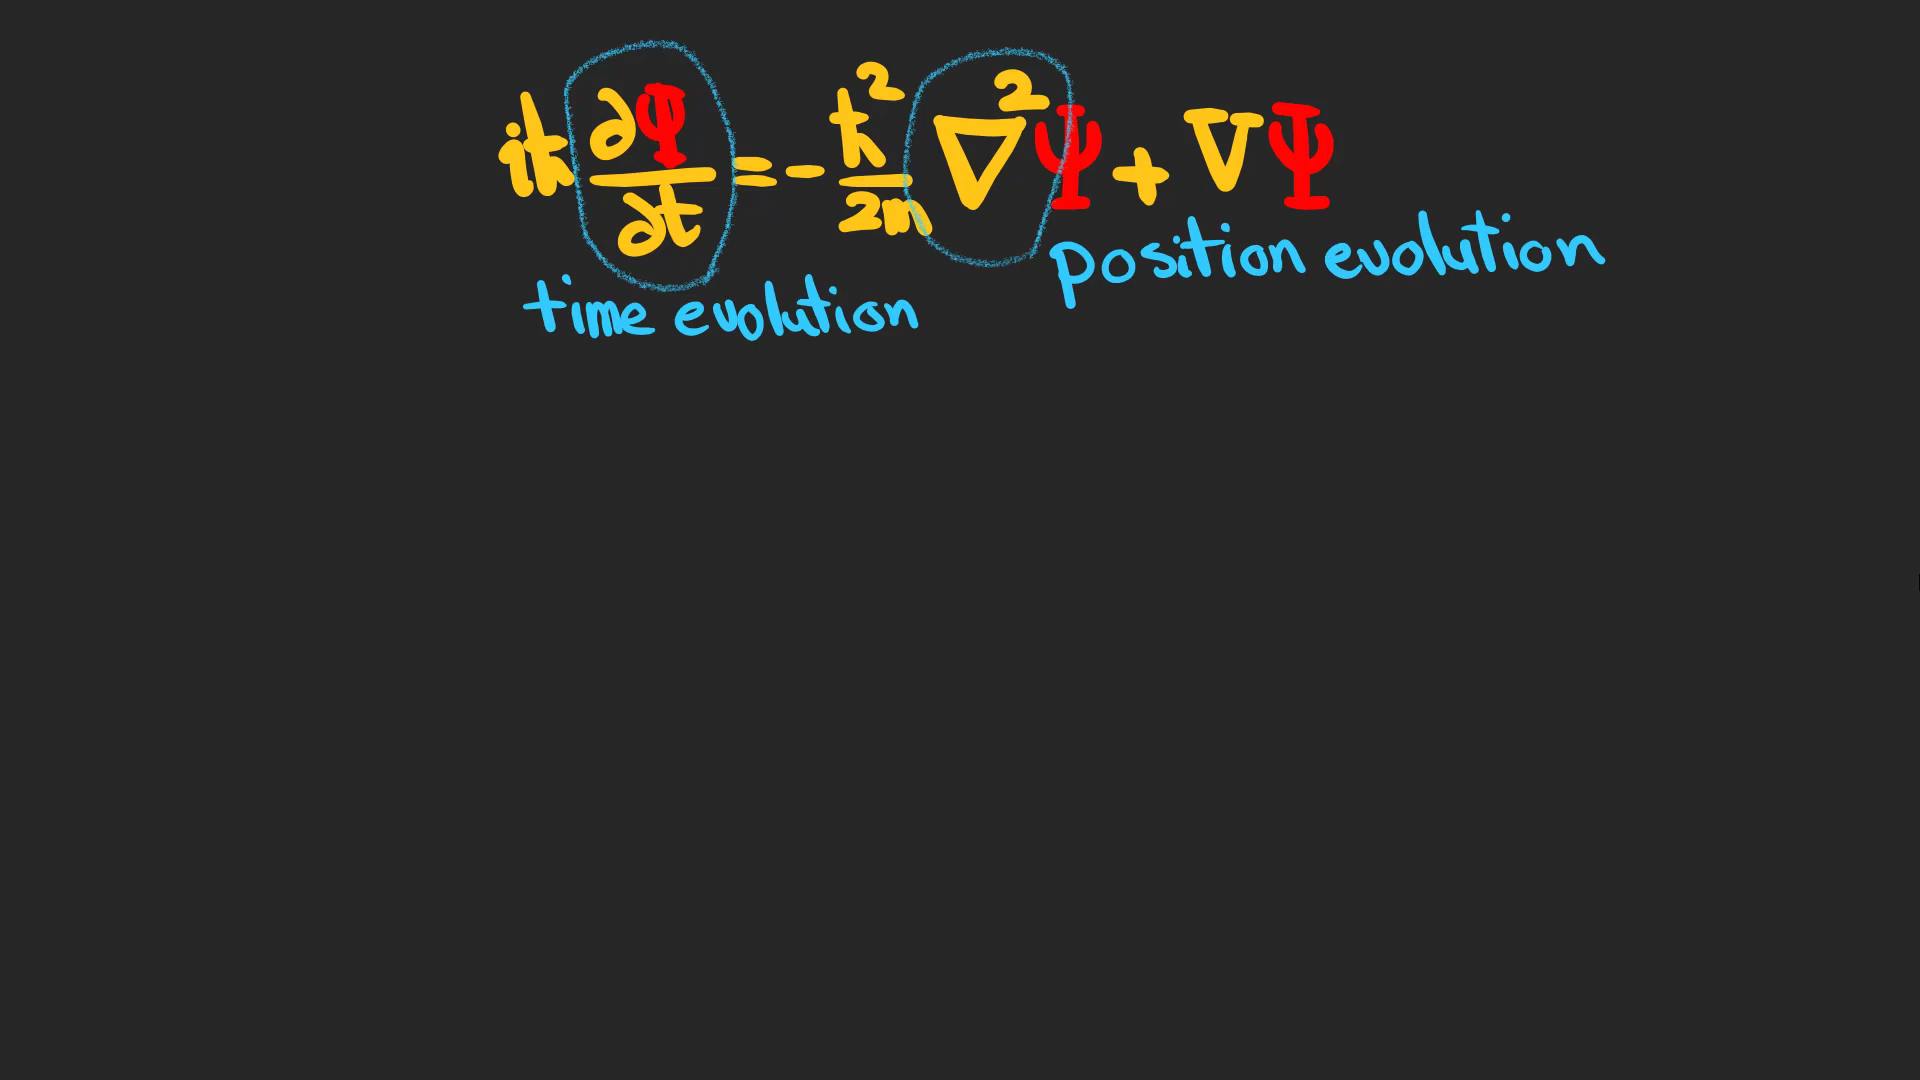 iħ ∂Ψ/∂t = - ħ²/2m ∇²Ψ + VΨ
position evolution
time evolution